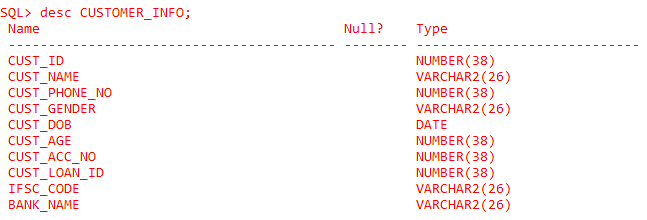 SQL> desc CUSTOMER_INFO;
Name Null? Type
----------------------------------------- -------- ----------------------------
CUST_ID NUMBER(38)
CUST_NAME VARCHAR2(26)
CUST_PHONE_NO NUMBER(38)
CUST_GENDER VARCHAR2(26)
CUST_DOB DATE
CUST_AGE NUMBER(38)
CUST_ACC_NO NUMBER(38)
CUST_LOAN_ID NUMBER(38)
IFSC_CODE VARCHAR2(26)
BANK_NAME VARCHAR2(26)